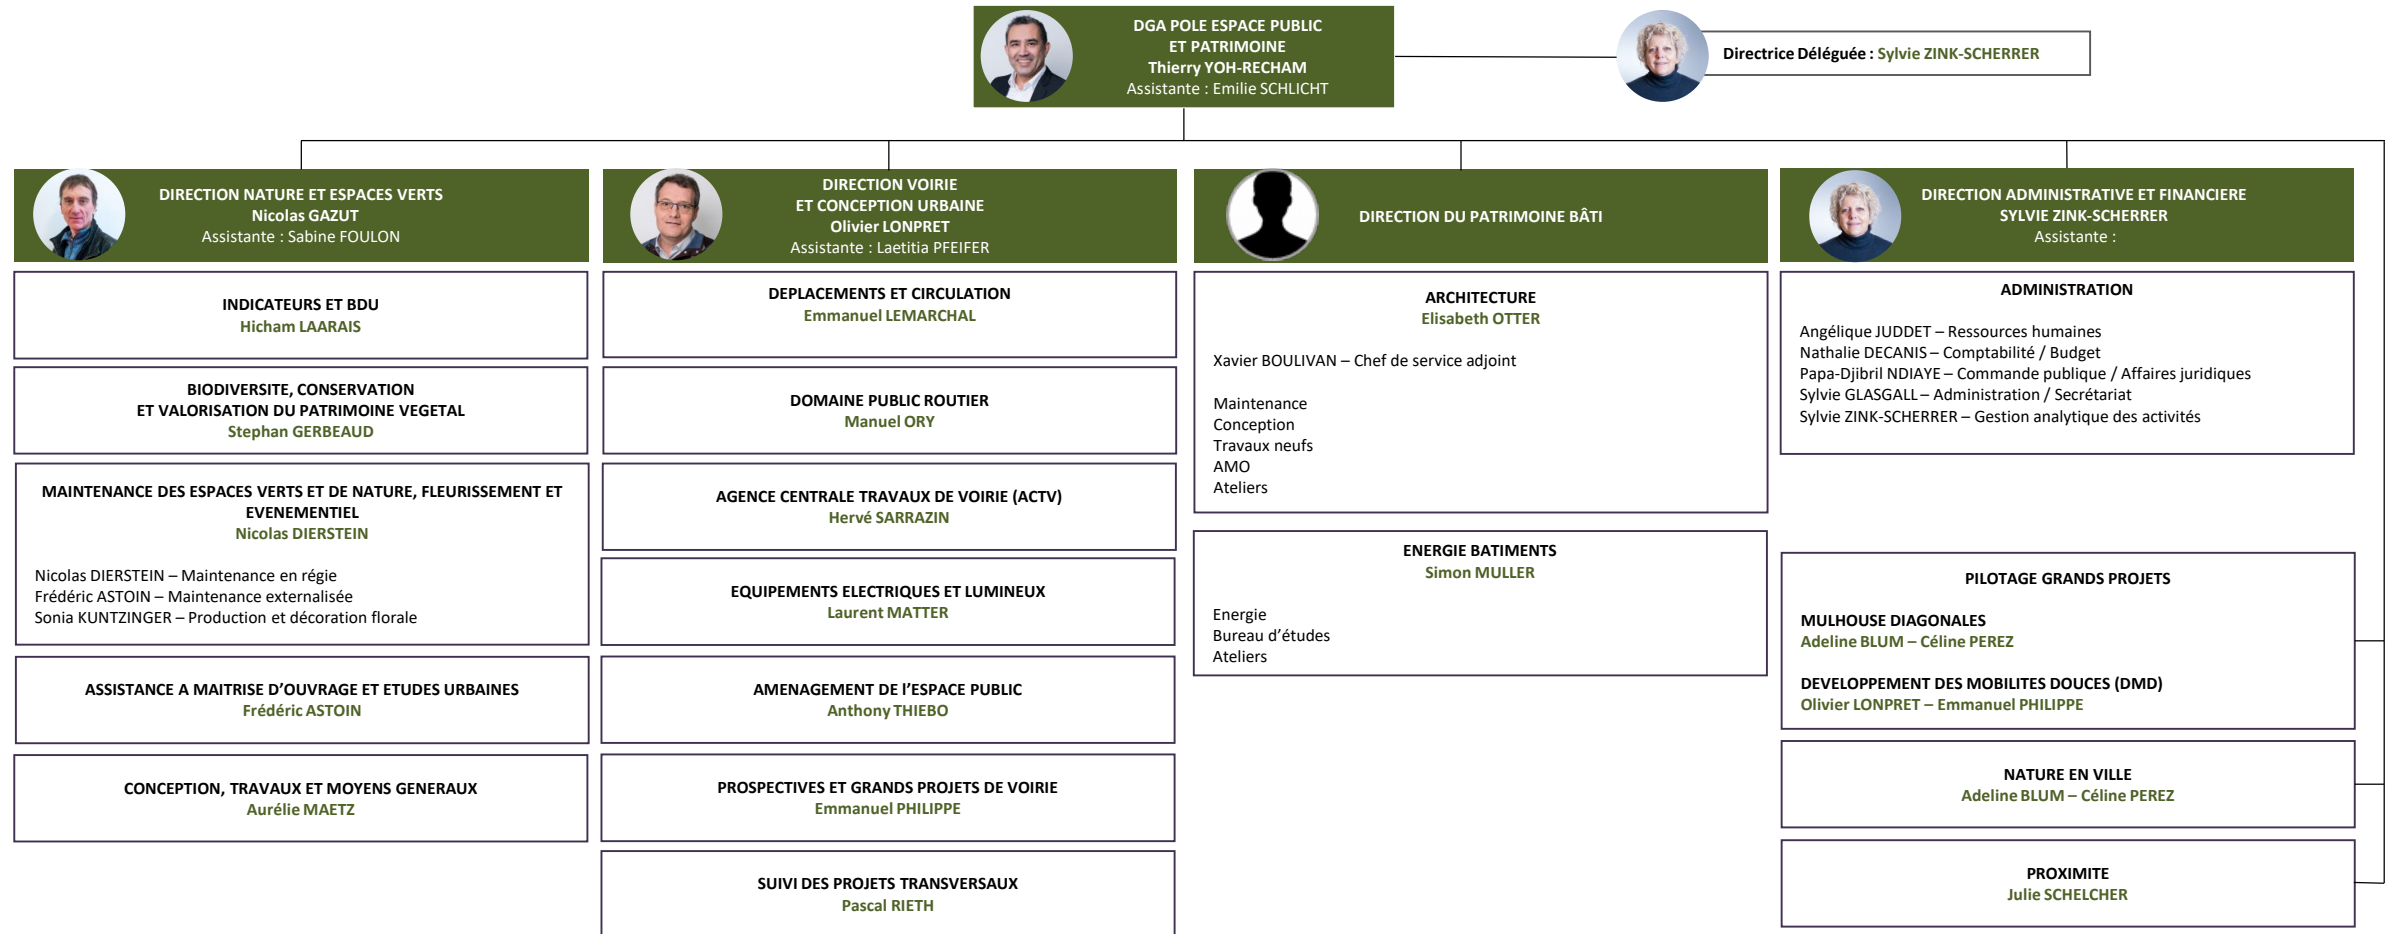 DGA POLE ESPACE PUBLIC
ET PATRIMOINE
Thierry YOH-RECHAM
Assistante : Emilie SCHLICHT
Directrice Déléguée : Sylvie ZINK-SCHERRER
DIRECTION NATURE ET ESPACES VERTS
Nicolas GAZUT
Assistante : Sabine FOULON
INDICATEURS ET BDU
Hicham LAARAIS
BIODIVERSITE, CONSERVATION
ET VALORISATION DU PATRIMOINE VEGETAL
Stephan GERBEAUD
MAINTENANCE DES ESPACES VERTS ET DE NATURE, FLEURISSEMENT ET
EVENEMENTIEL
Nicolas DIERSTEIN
Nicolas DIERSTEIN – Maintenance en régie
Frédéric ASTOIN – Maintenance externalisée
Sonia KUNTZINGER – Production et décoration florale
ASSISTANCE A MAITRISE D’OUVRAGE ET ETUDES URBAINES
Frédéric ASTOIN
CONCEPTION, TRAVAUX ET MOYENS GENERAUX
Aurélie MAETZ
DIRECTION VOIRIE
ET CONCEPTION URBAINE
Olivier LONPRET
Assistante : Laetitia PFEIFER
DEPLACEMENTS ET CIRCULATION
Emmanuel LEMARCHAL
DOMAINE PUBLIC ROUTIER
Manuel ORY
AGENCE CENTRALE TRAVAUX DE VOIRIE (ACTV)
Hervé SARRAZIN
EQUIPEMENTS ELECTRIQUES ET LUMINEUX
Laurent MATTER
AMENAGEMENT DE l’ESPACE PUBLIC
Anthony THIEBO
PROSPECTIVES ET GRANDS PROJETS DE VOIRIE
Emmanuel PHILIPPE
SUIVI DES PROJETS TRANSVERSAUX
Pascal RIETH
DIRECTION DU PATRIMOINE BÂTI
ARCHITECTURE
Elisabeth OTTER
Xavier BOULIVAN – Chef de service adjoint
Maintenance
Conception
Travaux neufs
AMO
Ateliers
ENERGIE BATIMENTS
Simon MULLER
Energie
Bureau d’études
Ateliers
DIRECTION ADMINISTRATIVE ET FINANCIERE
SYLVIE ZINK-SCHERRER
Assistante :
ADMINISTRATION
Angélique JUDDET – Ressources humaines
Nathalie DECANIS – Comptabilité / Budget
Papa-Djibril NDIAYE – Commande publique / Affaires juridiques
Sylvie GLASGALL – Administration / Secrétariat
Sylvie ZINK-SCHERRER – Gestion analytique des activités
PILOTAGE GRANDS PROJETS
MULHOUSE DIAGONALES
Adeline BLUM – Céline PEREZ
DEVELOPPEMENT DES MOBILITES DOUCES (DMD)
Olivier LONPRET – Emmanuel PHILIPPE
NATURE EN VILLE
Adeline BLUM – Céline PEREZ
PROXIMITE
Julie SCHELCHER